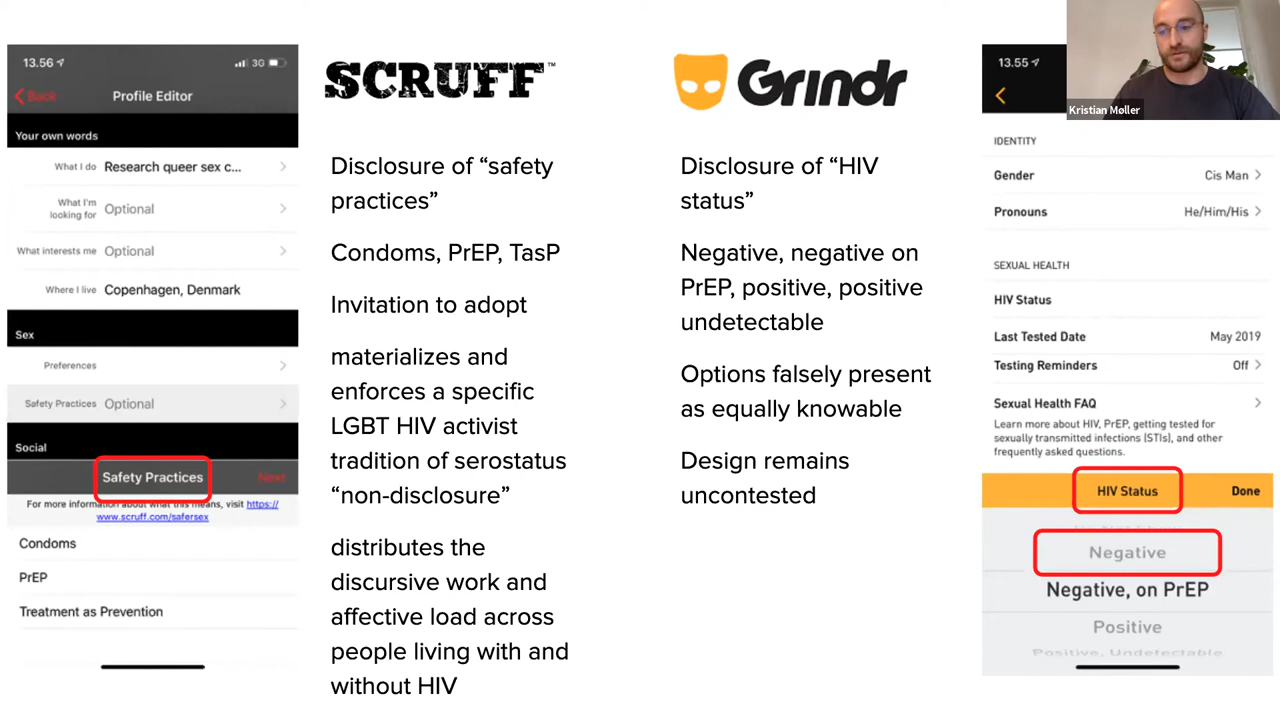 13.56
3G
Back
Profile Editor
Your own words
What I do Research queer sex c...
What I'm
looking for Optional
What interests me Optional
Where I live Copenhagen, Denmark
Sex
Preferences
Safety Practices Optional
Social
Safety Practices Next
For more information about what this means, visit https://
www.scruff.com/safersex
Condoms
PrEP
Treatment as Prevention
SCRUFF™
Disclosure of “safety
practices”
Condoms, PrEP, TasP
Invitation to adopt
materializes and
enforces a specific
LGBT HIV activist
tradition of serostatus
“non-disclosure”
distributes the
discursive work and
affective load across
people living with and
without HIV
Grindr
Disclosure of “HIV
status”
Negative, negative on
PrEP, positive, positive
undetectable
Options falsely present
as equally knowable
Design remains
uncontested
13.55
Kristian Møller
IDENTITY
Gender Cis Man
Pronouns He/Him/His
SEXUAL HEALTH
HIV Status
Last Tested Date May 2019
Testing Reminders Off
Sexual Health FAQ
Learn more about HIV, PrEP, getting tested for
sexually transmitted infections (STIs), and other
frequently asked questions.
HIV Status Done
Negative
Negative, on PrEP
Positive
Positive, Undetectable